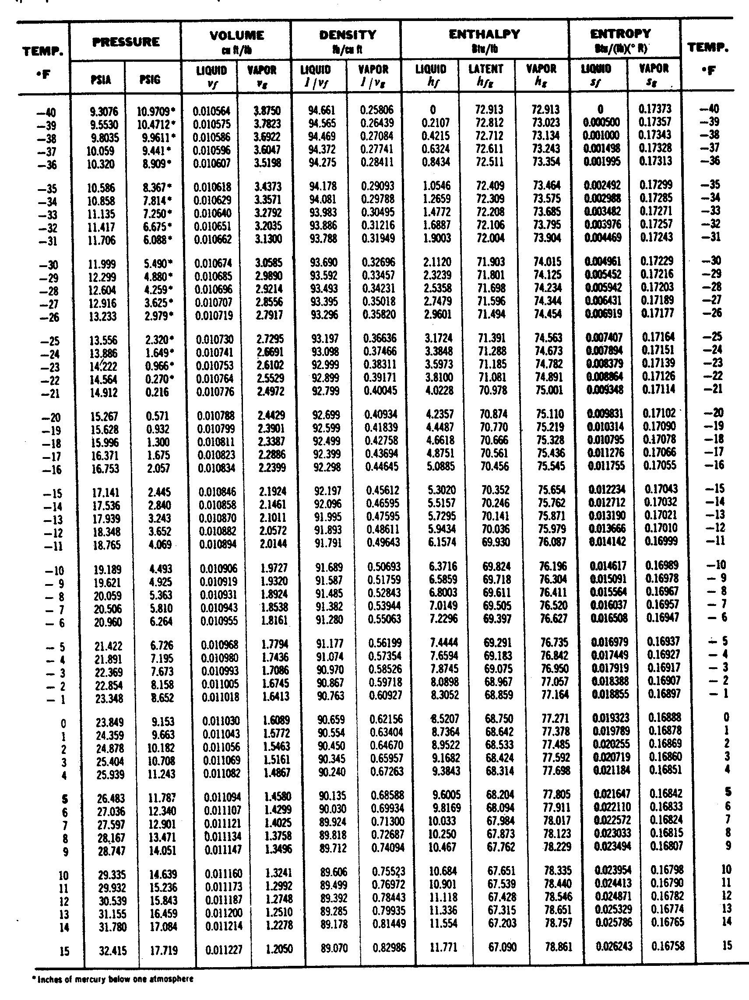 TEMP. PRESSURE VOLUME DENSITY ENTHALPY ENTROPY TEMP.
cu ft/lb lb/cu ft Btu/lb Btu/(lb)(° R)
°F PSIA PSIG LIQUID VAPOR LIQUID VAPOR LIQUID LATENT VAPOR LIQUID VAPOR °F
vf vg 1/vf 1/vg hf hfg hg sf sg
—40 9.3076 10.9709* 0.010564 3.8750 94.661 0.25806 0 72.913 72.913 0 0.17373 —40
—39 9.5530 10.4712* 0.010575 3.7823 94.565 0.26439 0.2107 72.812 73.023 0.000500 0.17357 —39
—38 9.8035 9.9611* 0.010586 3.6922 94.469 0.27084 0.4215 72.712 73.134 0.001000 0.17343 —38
—37 10.059 9.441* 0.010596 3.6047 94.372 0.27741 0.6324 72.611 73.243 0.001498 0.17328 —37
—36 10.320 8.909* 0.010607 3.5198 94.275 0.28411 0.8434 72.511 73.354 0.001995 0.17313 —36
—35 10.586 8.367* 0.010618 3.4373 94.178 0.29093 1.0546 72.409 73.464 0.002492 0.17299 —35
—34 10.858 7.814* 0.010629 3.3571 94.081 0.29788 1.2659 72.309 73.575 0.002988 0.17285 —34
—33 11.135 7.250* 0.010640 3.2792 93.983 0.30495 1.4772 72.208 73.685 0.003482 0.17271 —33
—32 11.417 6.675* 0.010651 3.2035 93.886 0.31216 1.6887 72.106 73.795 0.003976 0.17257 —32
—31 11.706 6.088* 0.010662 3.1300 93.788 0.31949 1.9003 72.004 73.904 0.004469 0.17243 —31
—30 11.999 5.490* 0.010674 3.0585 93.690 0.32696 2.1120 71.903 74.015 0.004961 0.17229 —30
—29 12.299 4.880* 0.010685 2.9890 93.592 0.33457 2.3239 71.801 74.125 0.005452 0.17216 —29
—28 12.604 4.259* 0.010696 2.9214 93.493 0.34231 2.5358 71.698 74.234 0.005942 0.17203 —28
—27 12.916 3.625* 0.010707 2.8556 93.395 0.35018 2.7479 71.596 74.344 0.006431 0.17189 —27
—26 13.233 2.979* 0.010719 2.7917 93.296 0.35820 2.9601 71.494 74.454 0.006919 0.17177 —26
—25 13.556 2.320* 0.010730 2.7295 93.197 0.36636 3.1724 71.391 74.563 0.007407 0.17164 —25
—24 13.886 1.649* 0.010741 2.6691 93.098 0.37466 3.3848 71.288 74.673 0.007894 0.17151 —24
—23 14.222 0.966* 0.010753 2.6102 92.999 0.38311 3.5973 71.185 74.782 0.008379 0.17139 —23
—22 14.564 0.270* 0.010764 2.5529 92.899 0.39171 3.8100 71.081 74.891 0.008864 0.17126 —22
—21 14.912 0.216 0.010776 2.4972 92.799 0.40045 4.0228 70.978 75.001 0.009348 0.17114 —21
—20 15.267 0.571 0.010788 2.4429 92.699 0.40934 4.2357 70.874 75.110 0.009831 0.17102 —20
—19 15.628 0.932 0.010799 2.3901 92.599 0.41839 4.4487 70.770 75.219 0.010314 0.17090 —19
—18 15.996 1.300 0.010811 2.3387 92.499 0.42758 4.6618 70.666 75.328 0.010795 0.17078 —18
—17 16.371 1.675 0.010823 2.2886 92.399 0.43694 4.8751 70.561 75.436 0.011276 0.17066 —17
—16 16.753 2.057 0.010834 2.2399 92.298 0.44645 5.0885 70.456 75.545 0.011755 0.17055 —16
—15 17.141 2.445 0.010846 2.1924 92.197 0.45612 5.3020 70.352 75.654 0.012234 0.17043 —15
—14 17.536 2.840 0.010858 2.1461 92.096 0.46595 5.5157 70.246 75.762 0.012712 0.17032 —14
—13 17.939 3.243 0.010870 2.1011 91.995 0.47595 5.7295 70.141 75.871 0.013190 0.17021 —13
—12 18.348 3.652 0.010882 2.0572 91.893 0.48611 5.9434 70.036 75.979 0.013666 0.17010 —12
—11 18.765 4.069 0.010894 2.0144 91.791 0.49643 6.1574 69.930 76.087 0.014142 0.16999 —11
—10 19.189 4.493 0.010906 1.9727 91.689 0.50693 6.3716 69.824 76.196 0.014617 0.16989 —10
— 9 19.621 4.925 0.010919 1.9320 91.587 0.51759 6.5859 69.718 76.304 0.015091 0.16978 — 9
— 8 20.059 5.363 0.010931 1.8924 91.485 0.52843 6.8003 69.611 76.411 0.015564 0.16967 — 8
— 7 20.506 5.810 0.010943 1.8538 91.382 0.53944 7.0149 69.505 76.520 0.016037 0.16957 — 7
— 6 20.960 6.264 0.010955 1.8161 91.280 0.55063 7.2296 69.397 76.627 0.016508 0.16947 — 6
— 5 21.422 6.726 0.010968 1.7794 91.177 0.56199 7.4444 69.291 76.735 0.016979 0.16937 — 5
— 4 21.891 7.195 0.010980 1.7436 91.074 0.57354 7.6594 69.183 76.842 0.017449 0.16927 — 4
— 3 22.369 7.673 0.010993 1.7086 90.970 0.58526 7.8745 69.075 76.950 0.017919 0.16917 — 3
— 2 22.854 8.158 0.011005 1.6745 90.867 0.59718 8.0898 68.967 77.057 0.018388 0.16907 — 2
— 1 23.348 8.652 0.011018 1.6413 90.763 0.60927 8.3052 68.859 77.164 0.018855 0.16897 — 1
0 23.849 9.153 0.011030 1.6089 90.659 0.62156 8.5207 68.750 77.271 0.019323 0.16888 0
1 24.359 9.663 0.011043 1.5772 90.554 0.63404 8.7364 68.642 77.378 0.019789 0.16878 1
2 24.878 10.182 0.011056 1.5463 90.450 0.64670 8.9522 68.533 77.485 0.020255 0.16869 2
3 25.404 10.708 0.011069 1.5161 90.345 0.65957 9.1682 68.424 77.592 0.020719 0.16860 3
4 25.939 11.243 0.011082 1.4867 90.240 0.67263 9.3843 68.314 77.698 0.021184 0.16851 4
5 26.483 11.787 0.011094 1.4580 90.135 0.68588 9.6005 68.204 77.805 0.021647 0.16842 5
6 27.036 12.340 0.011107 1.4299 90.030 0.69934 9.8169 68.094 77.911 0.022110 0.16833 6
7 27.597 12.901 0.011121 1.4025 89.924 0.71300 10.033 67.984 78.017 0.022572 0.16824 7
8 28.167 13.471 0.011134 1.3758 89.818 0.72687 10.250 67.873 78.123 0.023033 0.16815 8
9 28.747 14.051 0.011147 1.3496 89.712 0.74094 10.467 67.762 78.229 0.023494 0.16807 9
10 29.335 14.639 0.011160 1.3241 89.606 0.75523 10.684 67.651 78.335 0.023954 0.16798 10
11 29.932 15.236 0.011173 1.2992 89.499 0.76972 10.901 67.539 78.440 0.024413 0.16790 11
12 30.539 15.843 0.011187 1.2748 89.392 0.78443 11.118 67.428 78.546 0.024871 0.16782 12
13 31.155 16.459 0.011200 1.2510 89.285 0.79935 11.336 67.315 78.651 0.025329 0.16774 13
14 31.780 17.084 0.011214 1.2278 89.178 0.81449 11.554 67.203 78.757 0.025786 0.16765 14
15 32.415 17.719 0.011227 1.2050 89.070 0.82986 11.771 67.090 78.861 0.026243 0.16758 15
*Inches of mercury below one atmosphere